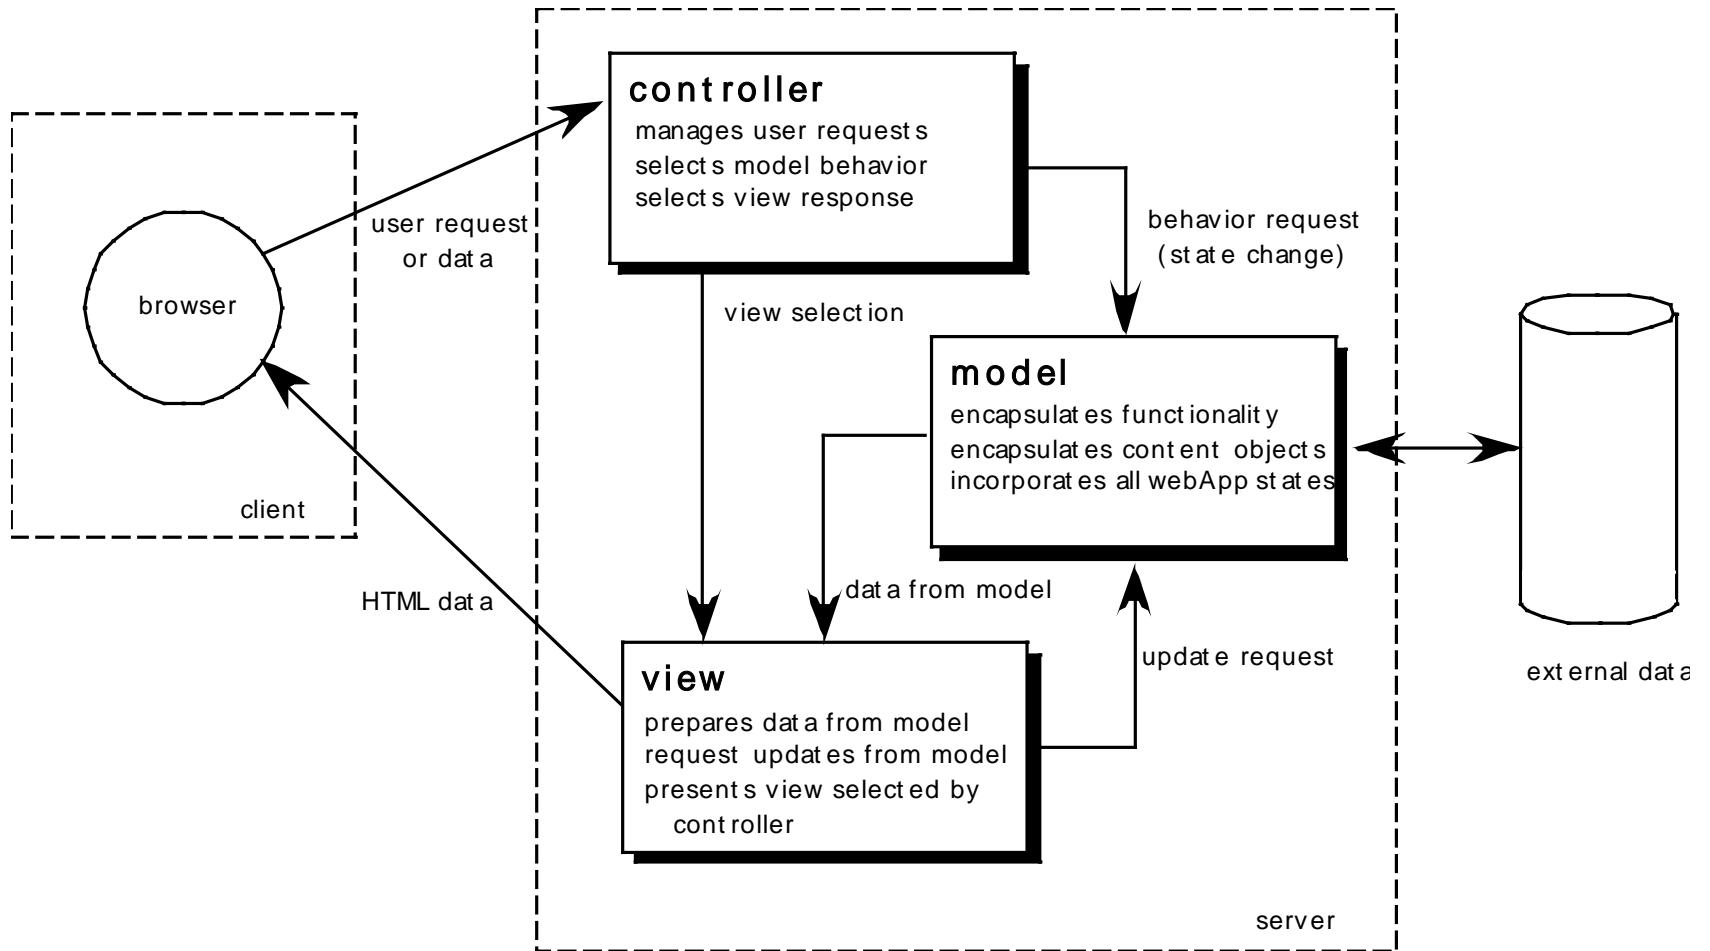 controller
manages user requests
selects model behavior
selects view response
user request
or data
behavior request
(state change)
browser
view selection
model
encapsulates functionality
encapsulates content objects
incorporates all webApp states
client
HTML data
data from model
update request
external data
view
prepares data from model
request updates from model
presents view selected by
controller
server